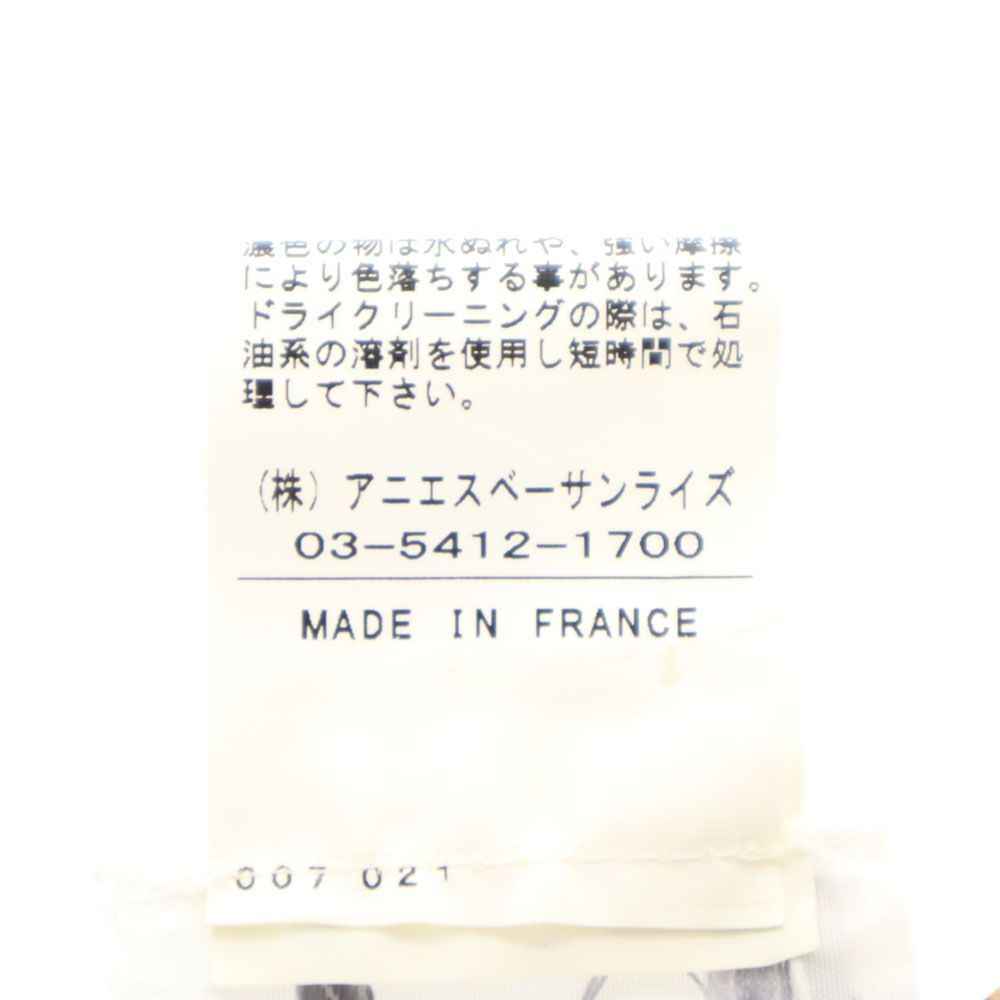 濃色の物は水ぬれや、強い摩擦
により色落ちする事があります。
ドライクリーニングの際は、石
油系の溶剤を使用し短時間で処
理して下さい。
(株)アニエスベーサンライズ
03-5412-1700
MADE IN FRANCE
007 021